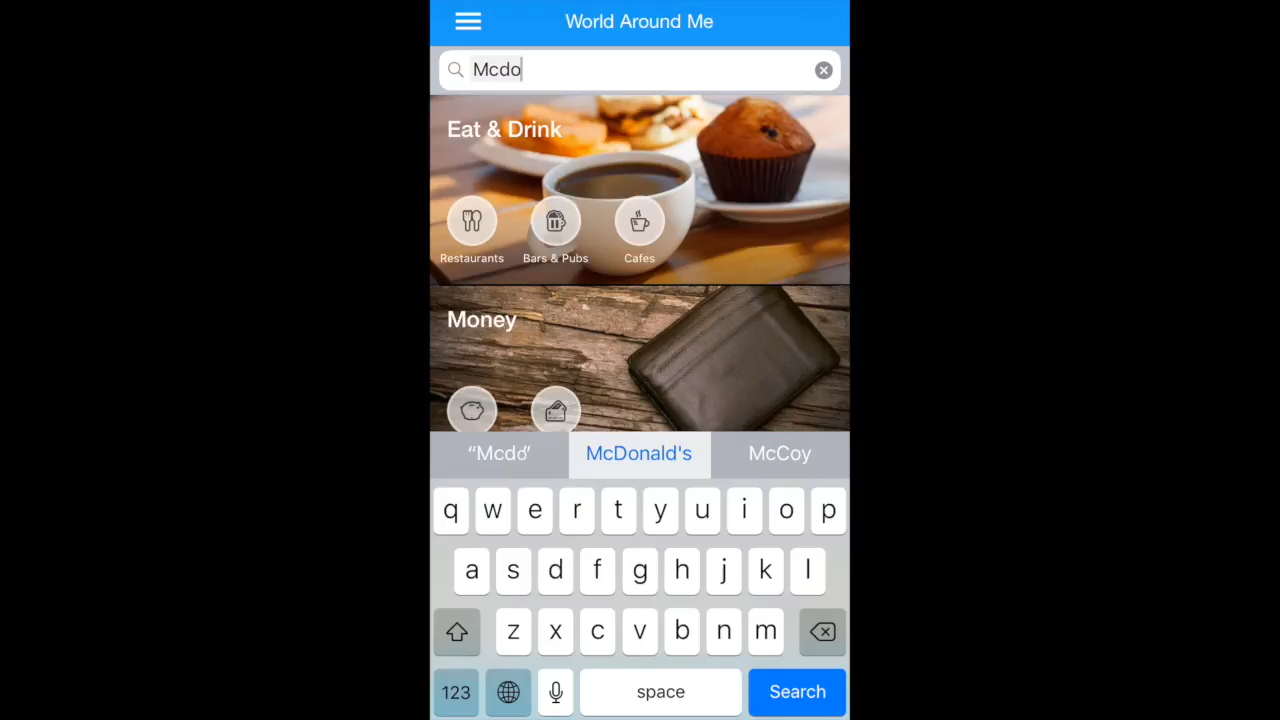 World Around Me
Mcdo
Eat & Drink
Restaurants Bars & Pubs Cafes
Money
“Mcdo” McDonald's McCoy
q w e r t y u i o p
a s d f g h j k l
z x c v b n m
123 space Search